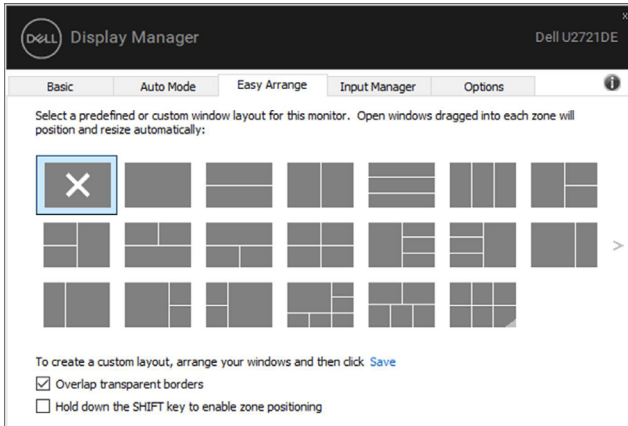 DELL Display Manager
Dell U2721DE
Basic Auto Mode Easy Arrange Input Manager Options
Select a predefined or custom window layout for this monitor. Open windows dragged into each zone will
position and resize automatically:
To create a custom layout, arrange your windows and then click Save
Overlap transparent borders
Hold down the SHIFT key to enable zone positioning